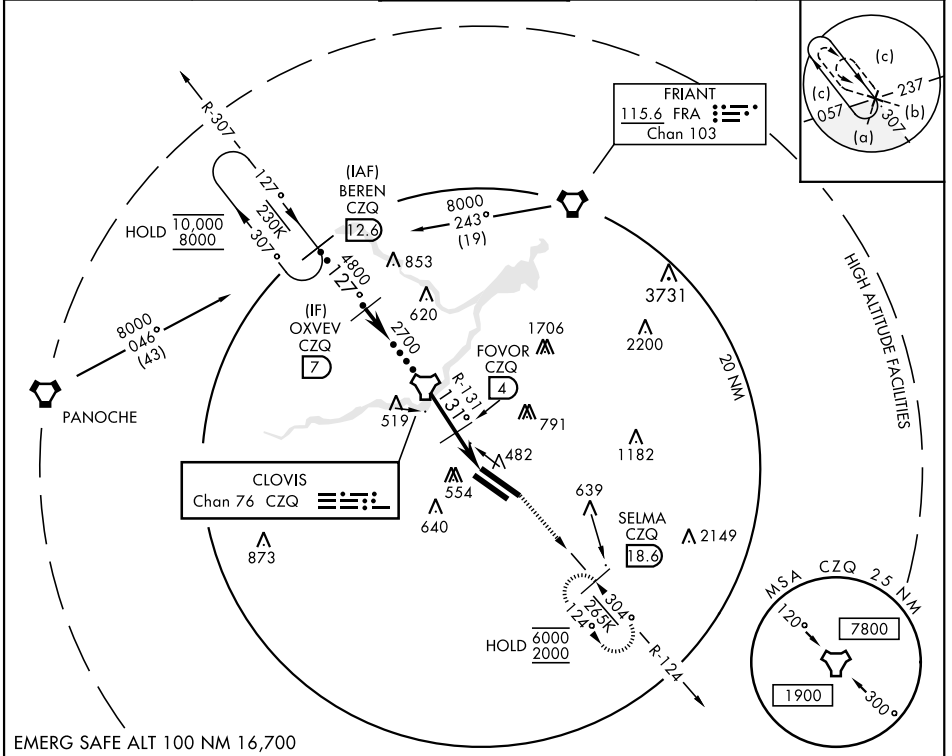 R-307
127°
230K
307°
HOLD 10,000
8000
(IAF)
BEREN
CZQ
12.6
8000
243°
(19)
FRIANT
115.6 FRA
Chan 103
(c)
(c)
237
057
307
(b)
(a)
4800
127°
853
620
3731
2200
HIGH ALTITUDE FACILITIES
(IF)
OXVEV
CZQ
7
2700
1706
FOVOR
CZQ
4
20 NM
8000
046°
(43)
PANOCHE
R-131
131°
519
791
482
1182
CLOVIS
Chan 76 CZQ
554
640
873
639
SELMA
CZQ
18.6
2149
304°
265K
124°
HOLD 6000
2000
R-124
MSA CZQ 25 NM
120°
7800
1900
300°
EMERG SAFE ALT 100 NM 16,700